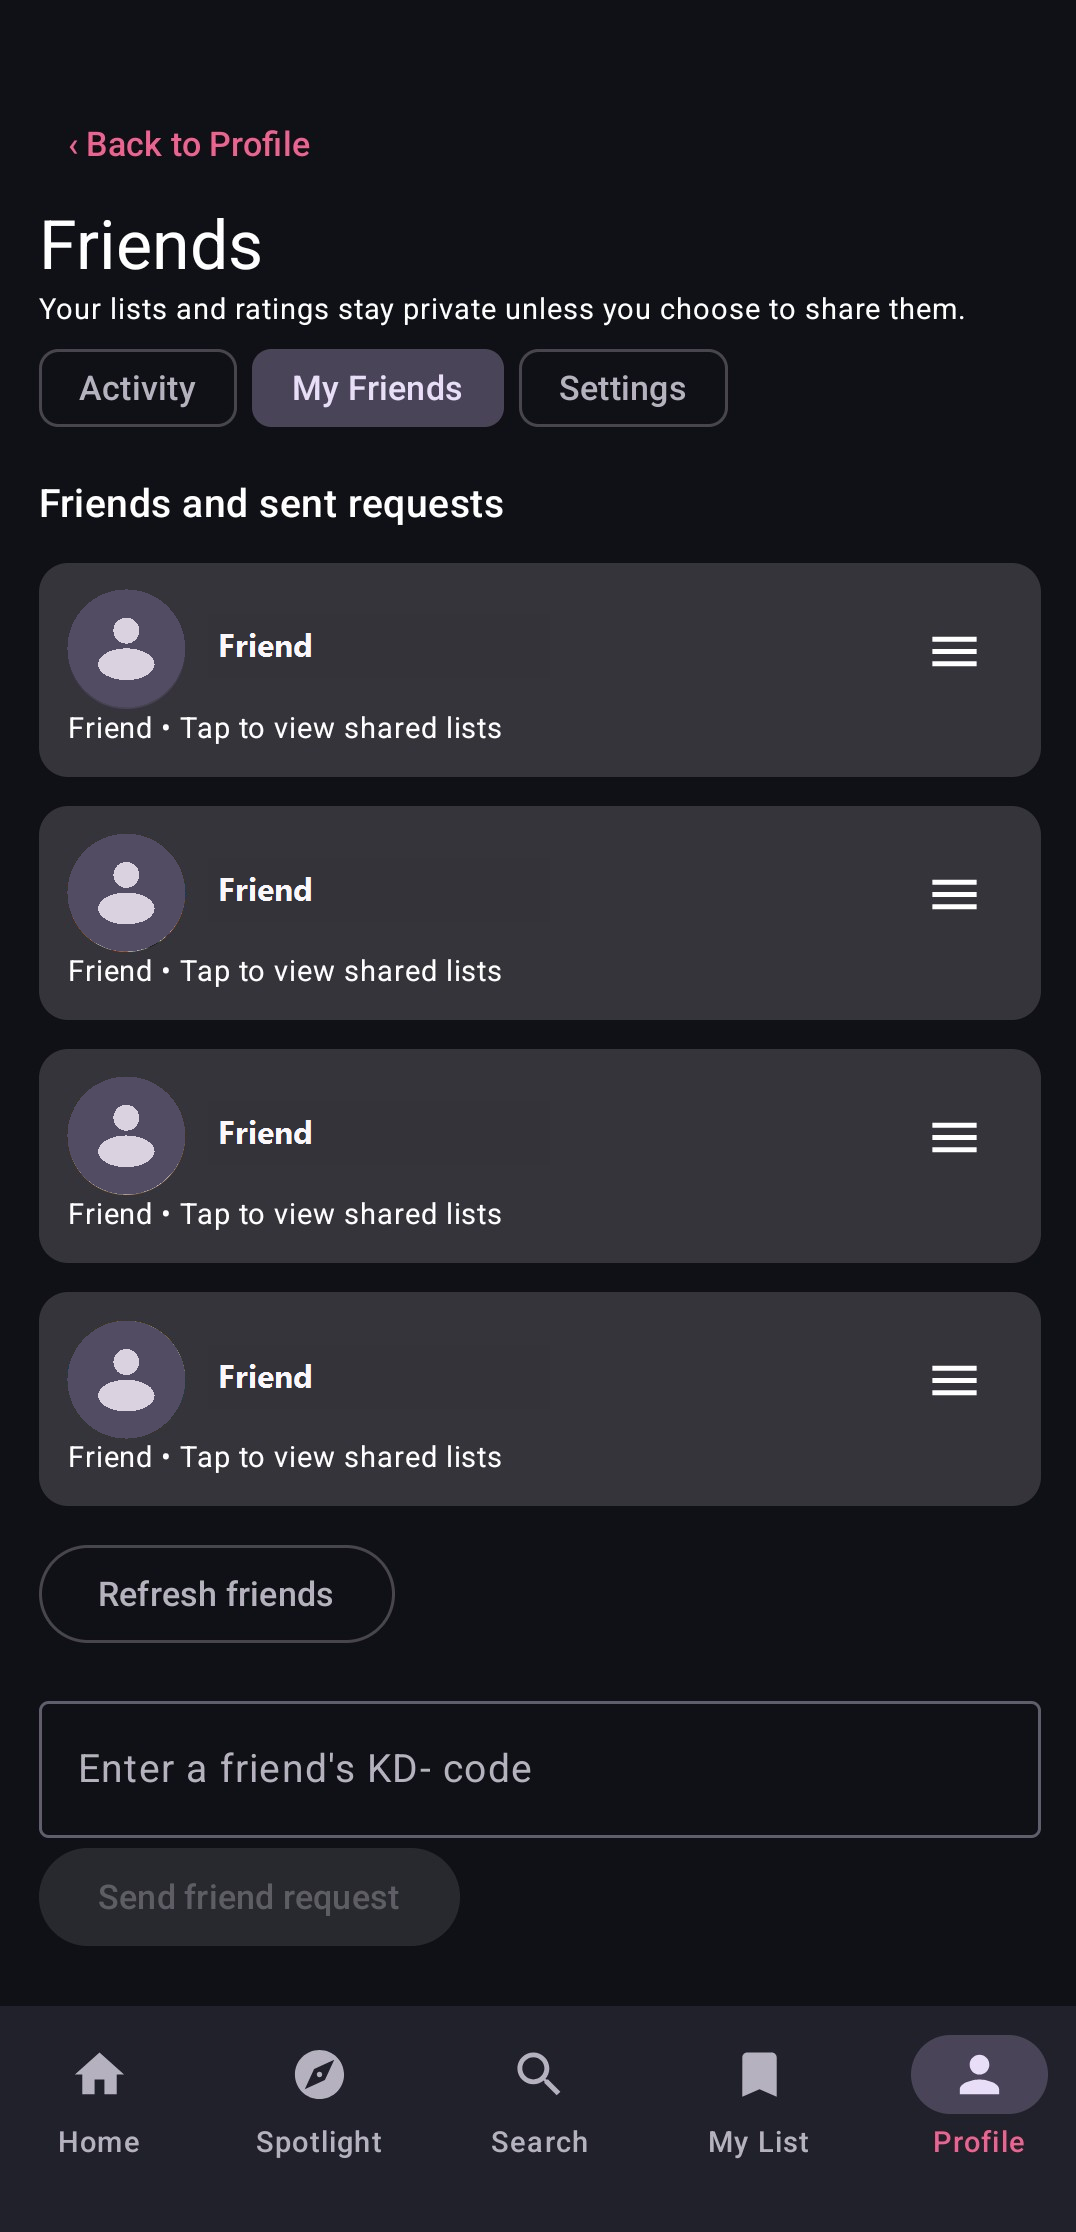 ‹ Back to Profile
Friends
Your lists and ratings stay private unless you choose to share them.
Activity
My Friends
Settings
Friends and sent requests
Friend
Friend • Tap to view shared lists
Friend
Friend • Tap to view shared lists
Friend
Friend • Tap to view shared lists
Friend
Friend • Tap to view shared lists
Refresh friends
Enter a friend's KD- code
Send friend request
Home
Spotlight
Search
My List
Profile